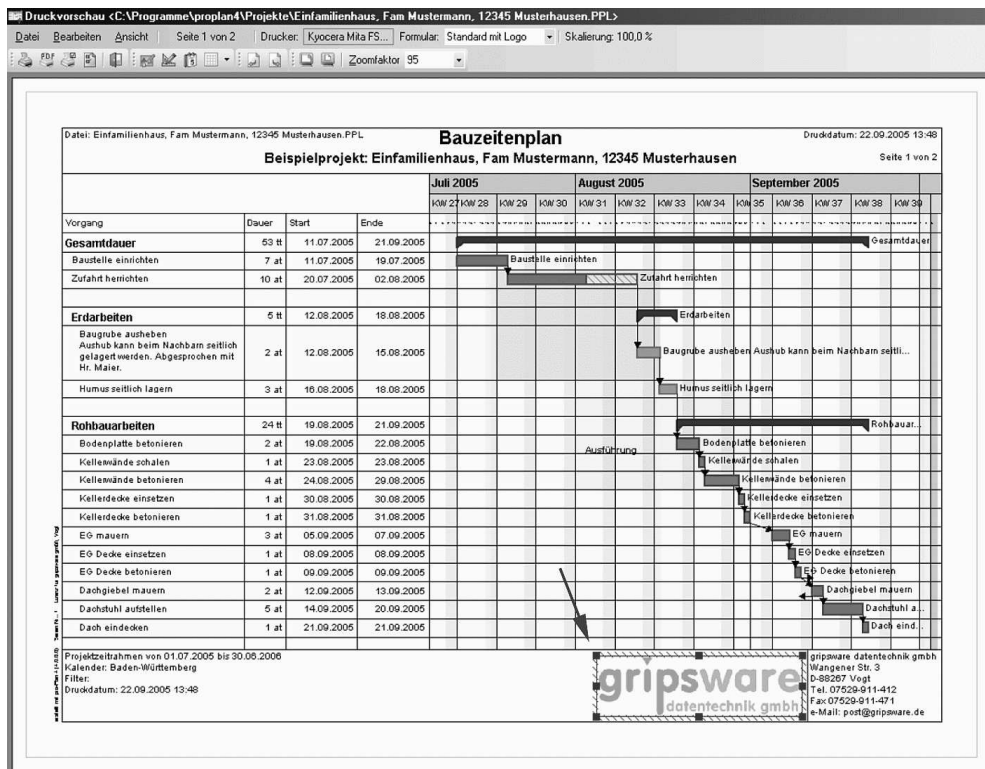 Druckvorschau <C:\Programme\proplan4\Projekte\Einfamilienhaus, Fam Mustermann, 12345 Musterhausen.PPL>
Datei Bearbeiten Ansicht Seite 1 von 2 Drucker: Kyocera Mita FS... Formular: Standard mit Logo Skalierung: 100,0 %
PDF Zoomfaktor 95
Datei: Einfamilienhaus, Fam Mustermann, 12345 Musterhausen.PPL Bauzeitenplan Druckdatum: 22.09.2005 13:48
Beispielprojekt: Einfamilienhaus, Fam Mustermann, 12345 Musterhausen Seite 1 von 2
Juli 2005 August 2005 September 2005
KW 27 KW 28 KW 29 KW 30 KW 31 KW 32 KW 33 KW 34 KW 35 KW 36 KW 37 KW 38 KW 39
Vorgang Dauer Start Ende
Gesamtdauer 53 tt 11.07.2005 21.09.2005 Gesamtdauer
Baustelle einrichten 7 at 11.07.2005 19.07.2005 Baustelle einrichten
Zufahrt herrichten 10 at 20.07.2005 02.08.2005 Zufahrt herrichten
Erdarbeiten 5 tt 12.08.2005 18.08.2005 Erdarbeiten
Baugrube ausheben
Aushub kann beim Nachbarn seitlich
gelagert werden. Abgesprochen mit
Hr. Maier.
2 at 12.08.2005 15.08.2005 Baugrube ausheben Aushub kann beim Nachbarn seitli...
Humus seitlich lagern 3 at 16.08.2005 18.08.2005 Humus seitlich lagern
Rohbauarbeiten 24 tt 19.08.2005 21.09.2005 Rohbauar...
Bodenplatte betonieren 2 at 19.08.2005 22.08.2005 Bodenplatte betonieren
Ausführung
Kellerwände schalen 1 at 23.08.2005 23.08.2005 Kellerwände schalen
Kellerwände betonieren 4 at 24.08.2005 29.08.2005 Kellerwände betonieren
Kellerdecke einsetzen 1 at 30.08.2005 30.08.2005 Kellerdecke einsetzen
Kellerdecke betonieren 1 at 31.08.2005 31.08.2005 Kellerdecke betonieren
EG mauern 3 at 05.09.2005 07.09.2005 EG mauern
EG Decke einsetzen 1 at 08.09.2005 08.09.2005 EG Decke einsetzen
EG Decke betonieren 1 at 09.09.2005 09.09.2005 EG Decke betonieren
Dachgiebel mauern 2 at 12.09.2005 13.09.2005 Dachgiebel mauern
Dachstuhl aufstellen 5 at 14.09.2005 20.09.2005 Dachstuhl a...
Dach eindecken 1 at 21.09.2005 21.09.2005 Dach eind...
Projektzeitrahmen von 01.07.2005 bis 30.06.2006
Kalender: Baden-Württemberg
Filter:
Druckdatum: 22.09.2005 13:48
gripsware
datentechnik gmbh
gripsware datentechnik gmbh
Wangener Str. 3
D-88267 Vogt
Tel. 07529-911-412
Fax 07529-911-471
e-Mail: post@gripsware.de